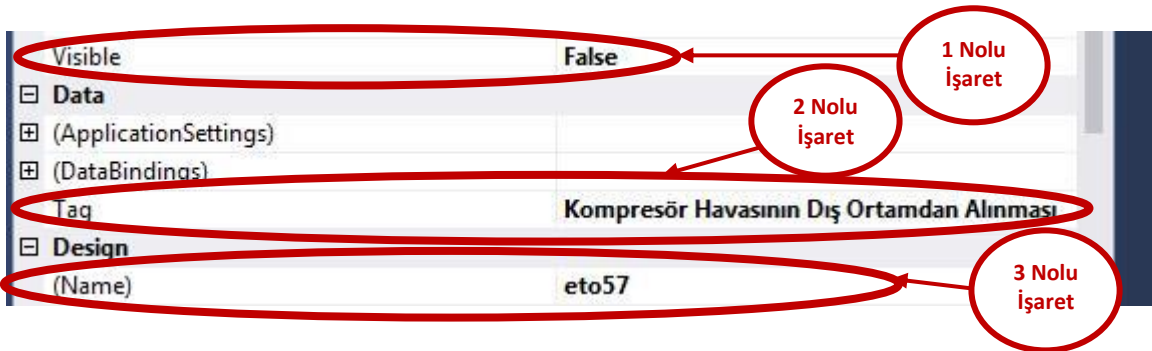 Visible False
1 Nolu
İşaret
Data
2 Nolu
İşaret
(ApplicationSettings)
(DataBindings)
Tag Kompresör Havasının Dış Ortamdan Alınması
Design
3 Nolu
İşaret
(Name) eto57